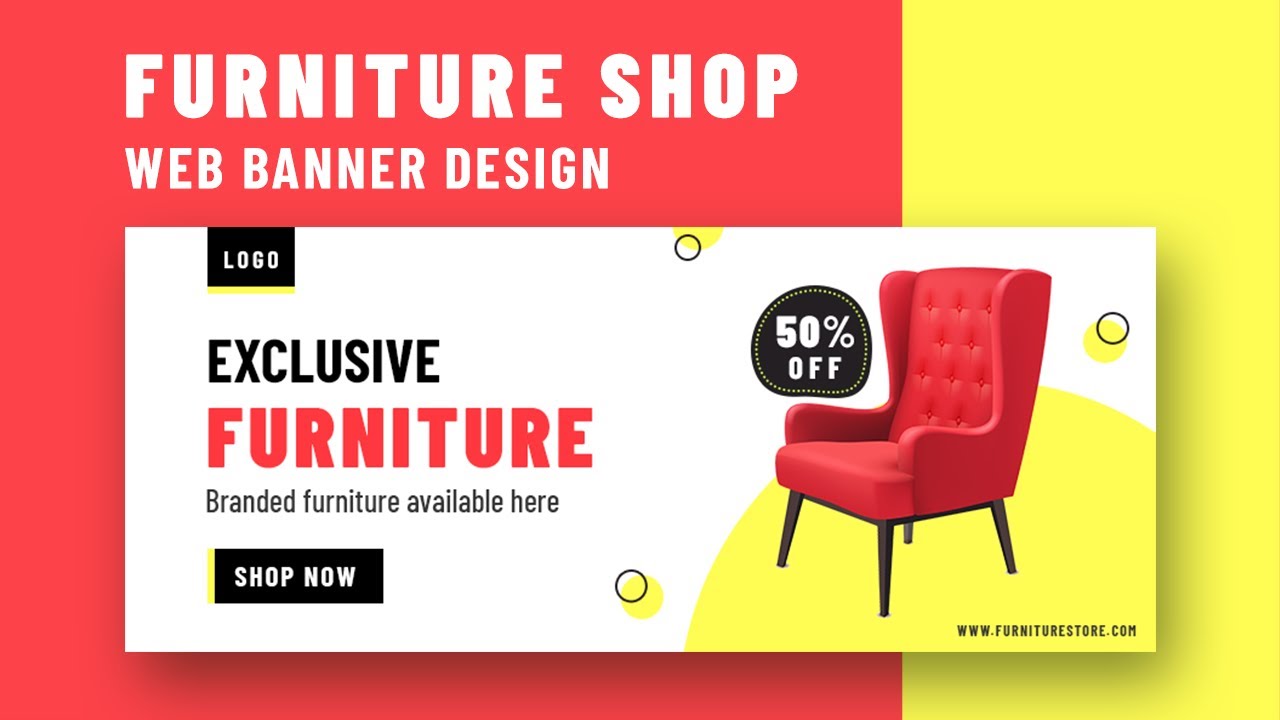 FURNITURE SHOP
WEB BANNER DESIGN
LOGO
EXCLUSIVE
FURNITURE
Branded furniture available here
SHOP NOW
50%
OFF
WWW.FURNITURESTORE.COM